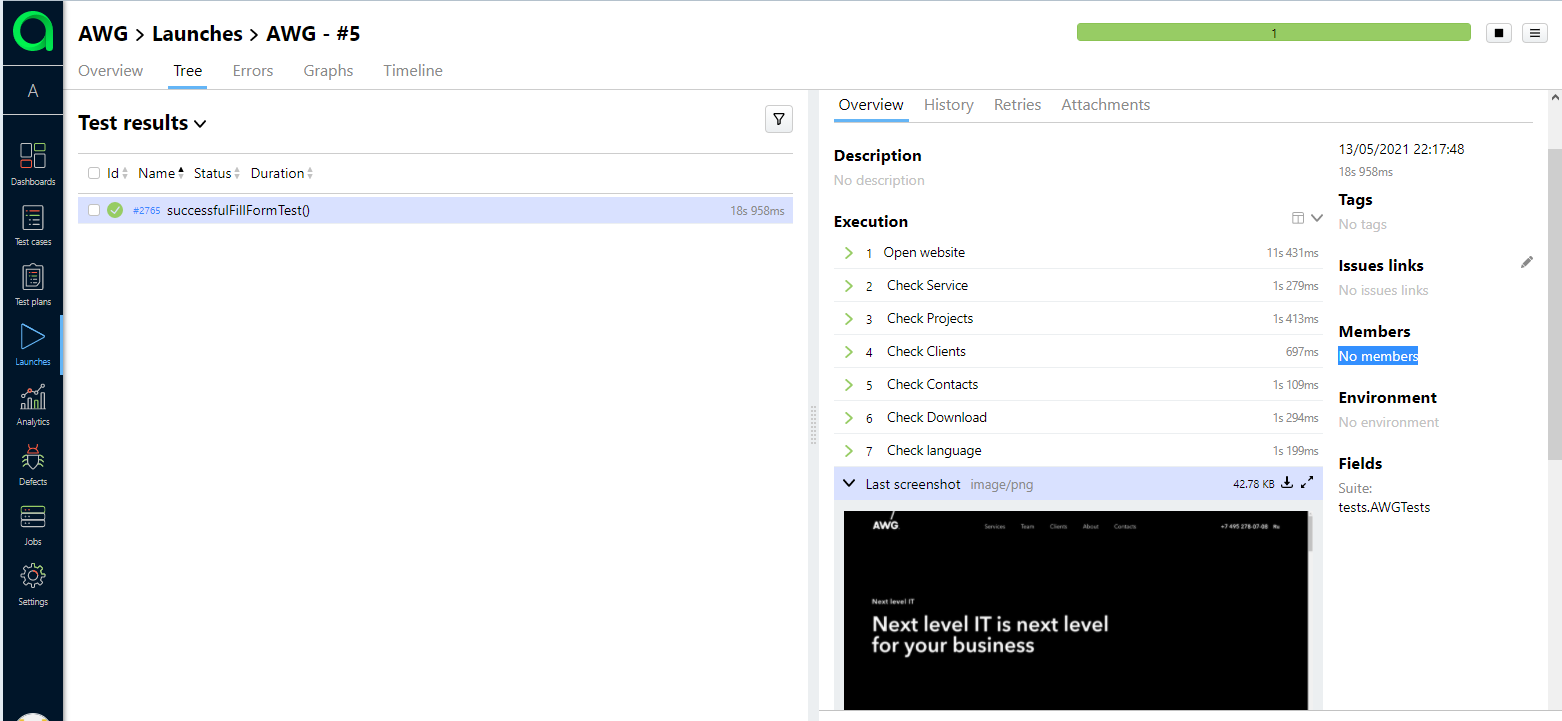 AWG > Launches > AWG - #5
1
Overview Tree Errors Graphs Timeline
A
Dashboards
Test cases
Test plans
Launches
Analytics
Defects
Jobs
Settings
Test results
Id Name Status Duration
#2765 successfulFillFormTest() 18s 958ms
Overview History Retries Attachments
Description
No description
Execution
1 Open website 11s 431ms
2 Check Service 1s 279ms
3 Check Projects 1s 413ms
4 Check Clients 697ms
5 Check Contacts 1s 109ms
6 Check Download 1s 294ms
7 Check language 1s 199ms
Last screenshot image/png 42.78 KB
AWG Services Team Clients About Contacts +7 495 278-07-08 Ru
Next level IT
Next level IT is next level
for your business
13/05/2021 22:17:48
18s 958ms
Tags
No tags
Issues links
No issues links
Members
No members
Environment
No environment
Fields
Suite:
tests.AWGTests